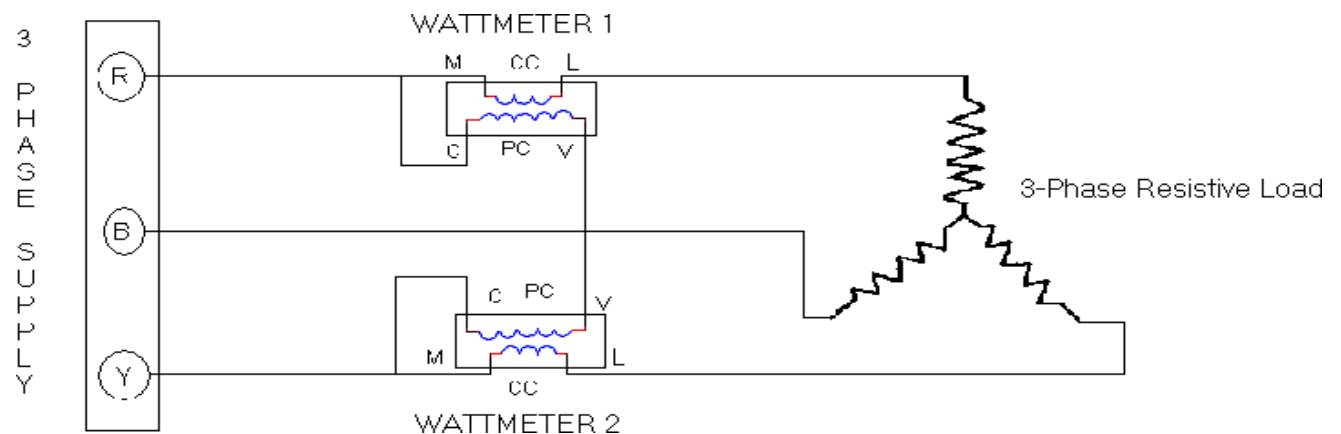 WATTMETER 1
3 PHASE SUPPLY
R
M CC L
C PC V
3-Phase Resistive Load
B
C PC V
M L
Y
CC
WATTMETER 2